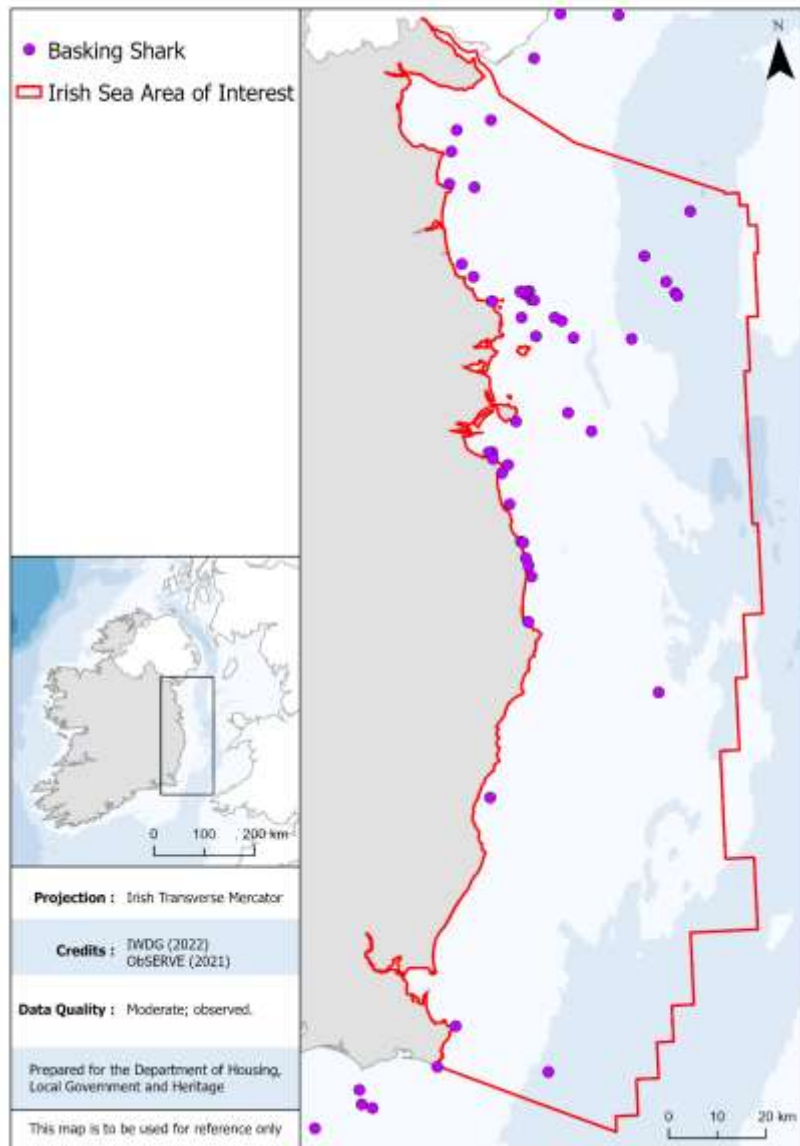 Basking Shark
Irish Sea Area of Interest
N
0 100 200 km
Projection : Irish Transverse Mercator
Credits : IWDG (2022)
ObSERVE (2021)
Data Quality : Moderate; observed.
Prepared for the Department of Housing,
Local Government and Heritage
This map is to be used for reference only
0 10 20 km